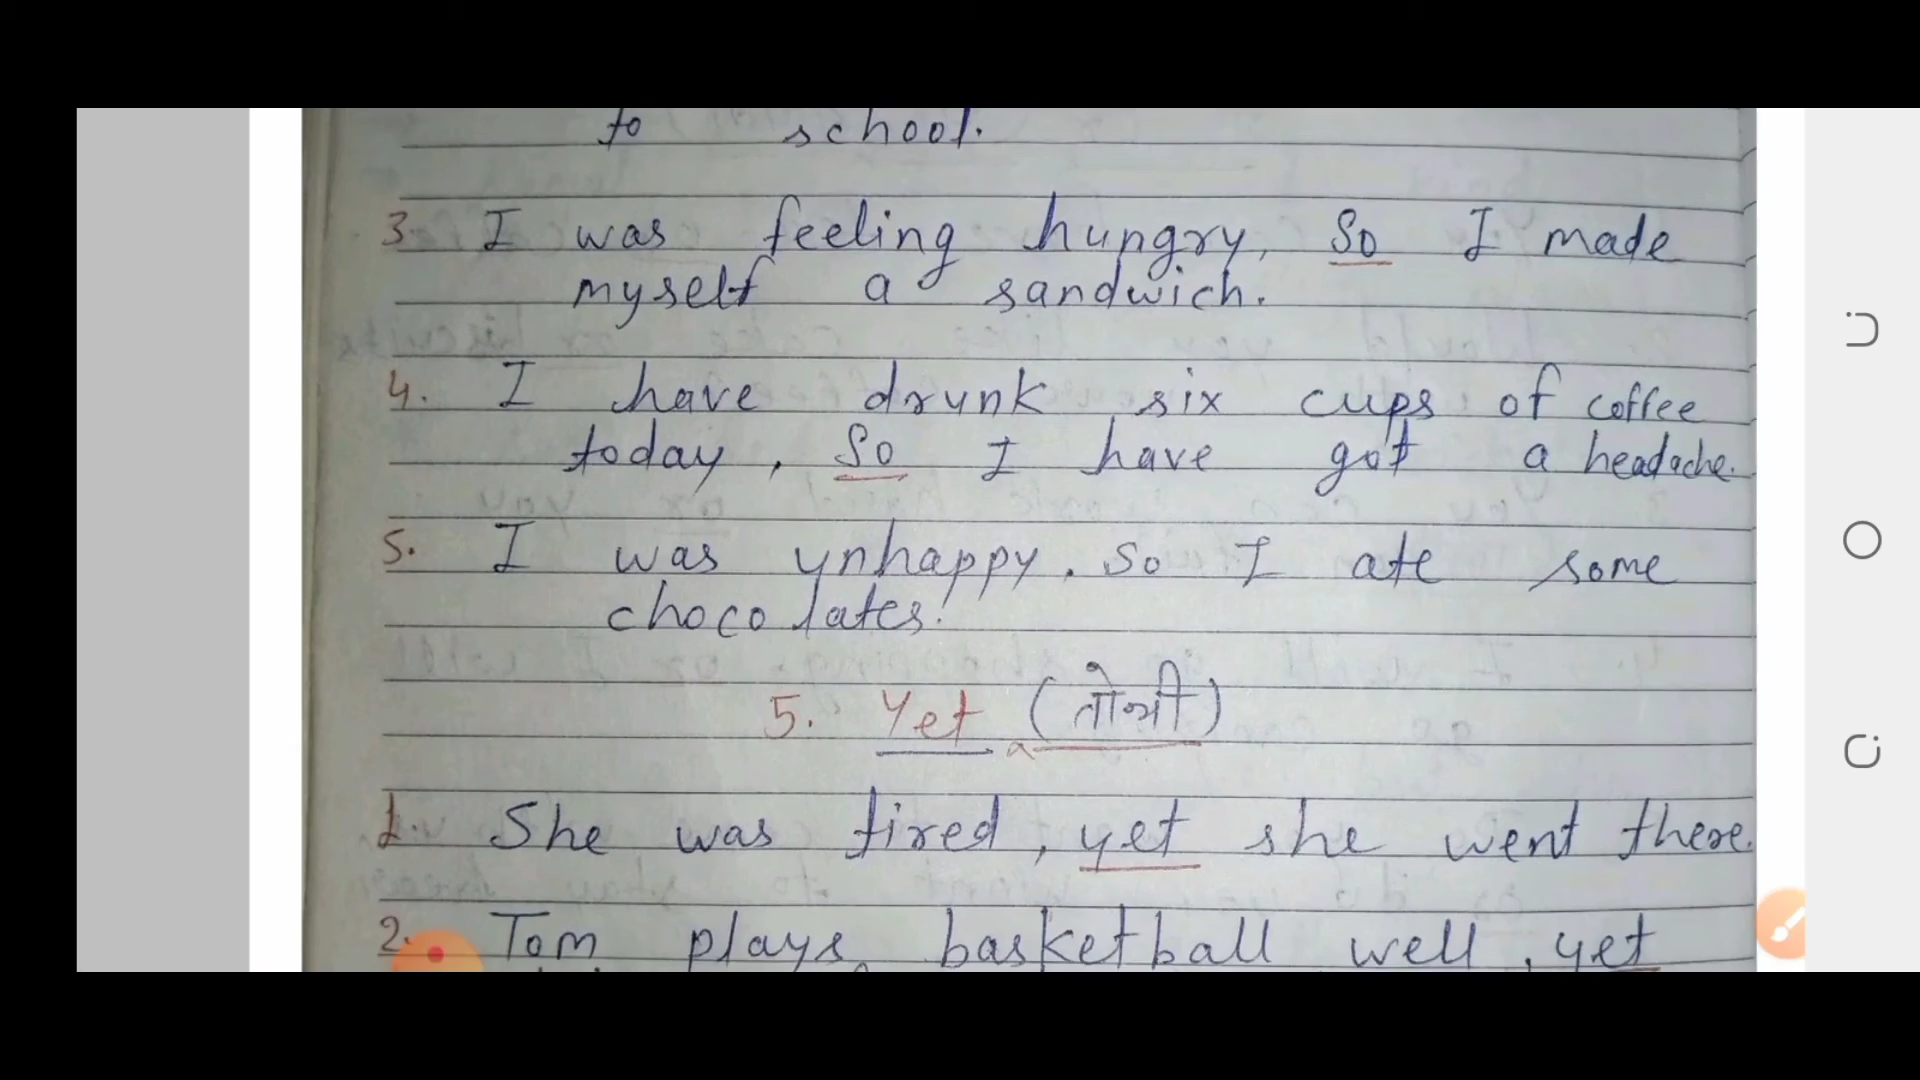 to school.
3. I was feeling hungry, So I made
myself a sandwich.
4. I have drunk six cups of coffee
today, So I have got a headache.
5. I was unhappy. So I ate some
chocolates.
5. Yet (तोभी)
1. She was tired, yet she went there.
2. Tom plays basketball well, yet